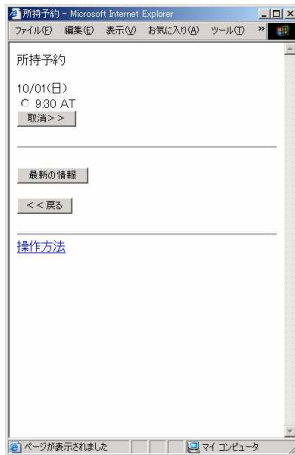 所持予約 - Microsoft Internet Explorer
ファイル(F) 編集(E) 表示(V) お気に入り(A) ツール(T) »
所持予約
10/01(日)
9:30 AT
取消>>
最新の情報
<<戻る
操作方法
ページが表示されました マイ コンピュータ